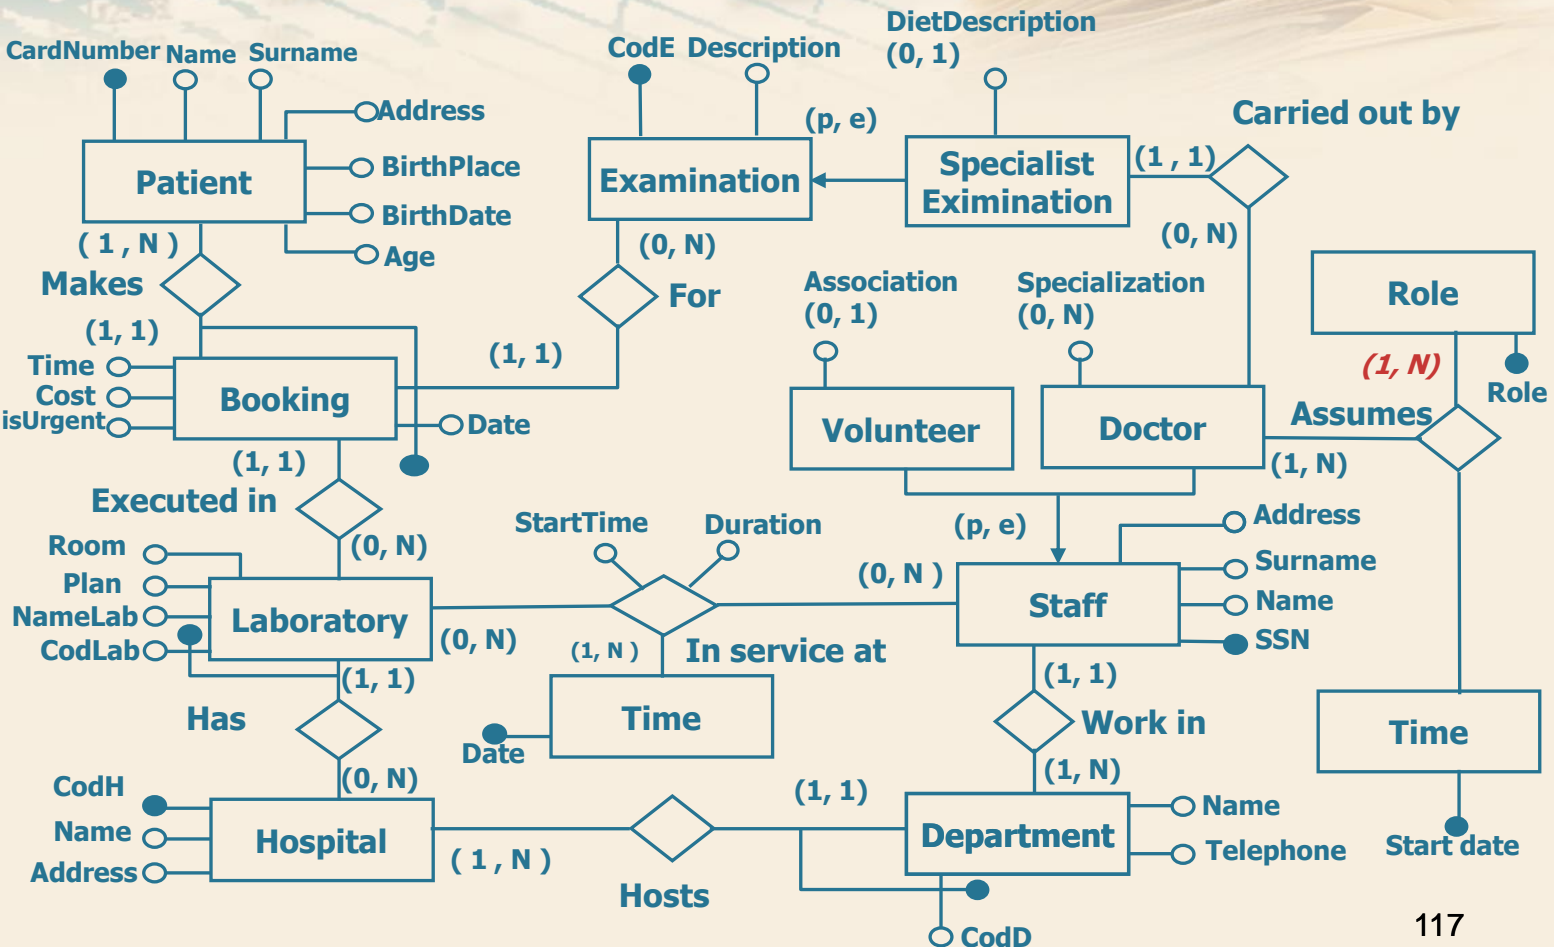 DietDescription
(0, 1)
CardNumber Name Surname
CodE Description
Address
(p, e)
Carried out by
Patient
BirthPlace
Examination
Specialist
Eximination
(1 , 1)
BirthDate
( 1 , N )
(0, N)
(0, N)
Age
Makes
For
Association
(0, 1)
Specialization
(0, N)
Role
(1, 1)
(1, 1)
(1, N)
Time
Cost
isUrgent
Booking
Date
Volunteer
Doctor
Assumes
Role
(1, 1)
(1, N)
Executed in
StartTime
Duration
(p, e)
Address
Room
(0, N)
Surname
Plan
(0, N )
Name
NameLab
Laboratory
Staff
CodLab
(0, N)
(1, N )
In service at
SSN
(1, 1)
(1, 1)
Has
Time
Work in
Time
Date
(0, N)
(1, N)
CodH
(1, 1)
Name
Name
Hospital
Department
Start date
Address
( 1 , N )
Telephone
Hosts
CodD
117